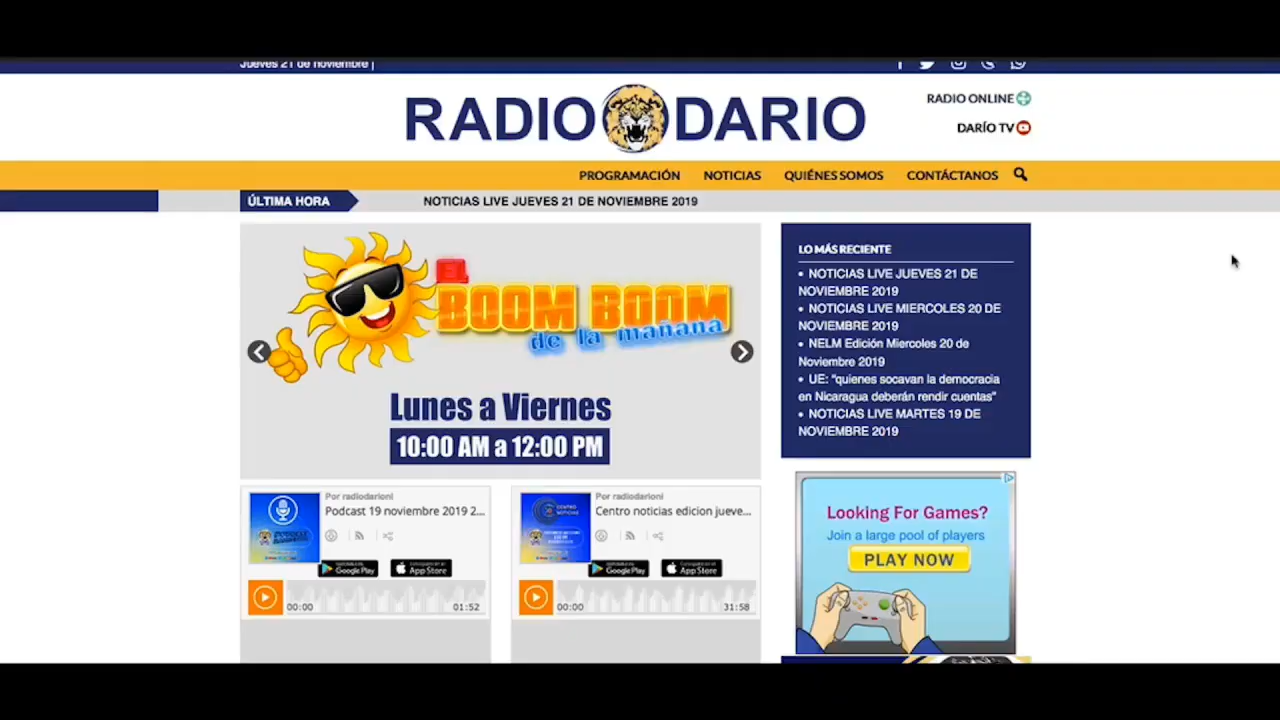 Jueves 21 de noviembre |
RADIO DARIO
RADIO ONLINE
DARÍO TV
PROGRAMACIÓN NOTICIAS QUIÉNES SOMOS CONTÁCTANOS
ÚLTIMA HORA
NOTICIAS LIVE JUEVES 21 DE NOVIEMBRE 2019
EL
BOOM BOOM
de la mañana
Lunes a Viernes
10:00 AM a 12:00 PM
LO MÁS RECIENTE
• NOTICIAS LIVE JUEVES 21 DE
NOVIEMBRE 2019
• NOTICIAS LIVE MIERCOLES 20 DE
NOVIEMBRE 2019
• NELM Edición Miercoles 20 de
Noviembre 2019
• UE: “quienes socavan la democracia
en Nicaragua deberán rendir cuentas”
• NOTICIAS LIVE MARTES 19 DE
NOVIEMBRE 2019
Por radiodarioni
Podcast 19 noviembre 2019 2...
Google Play
App Store
00:00
01:52
Por radiodarioni
Centro noticias edicion jueve...
CENTRO
NOTICIAS
Google Play
App Store
00:00
31:58
Looking For Games?
Join a large pool of players
PLAY NOW